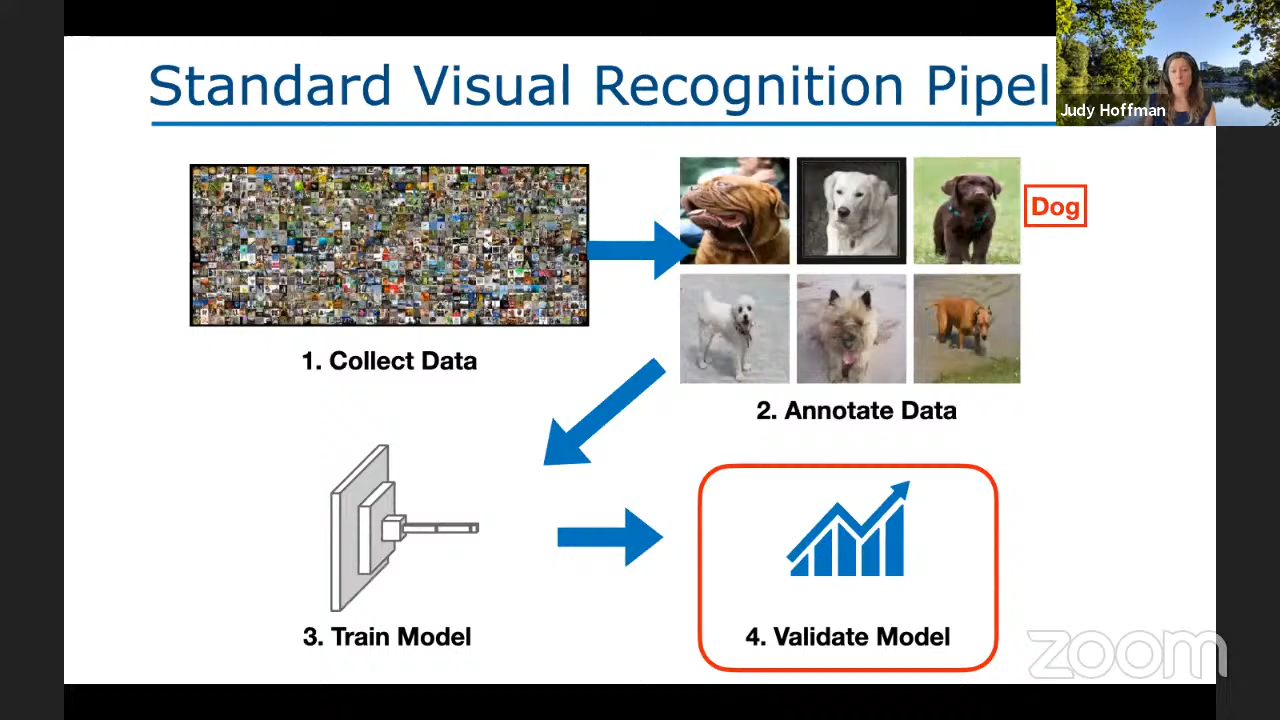 Standard Visual Recognition Pipel
Judy Hoffman
Dog
1. Collect Data
2. Annotate Data
3. Train Model
4. Validate Model
zoom